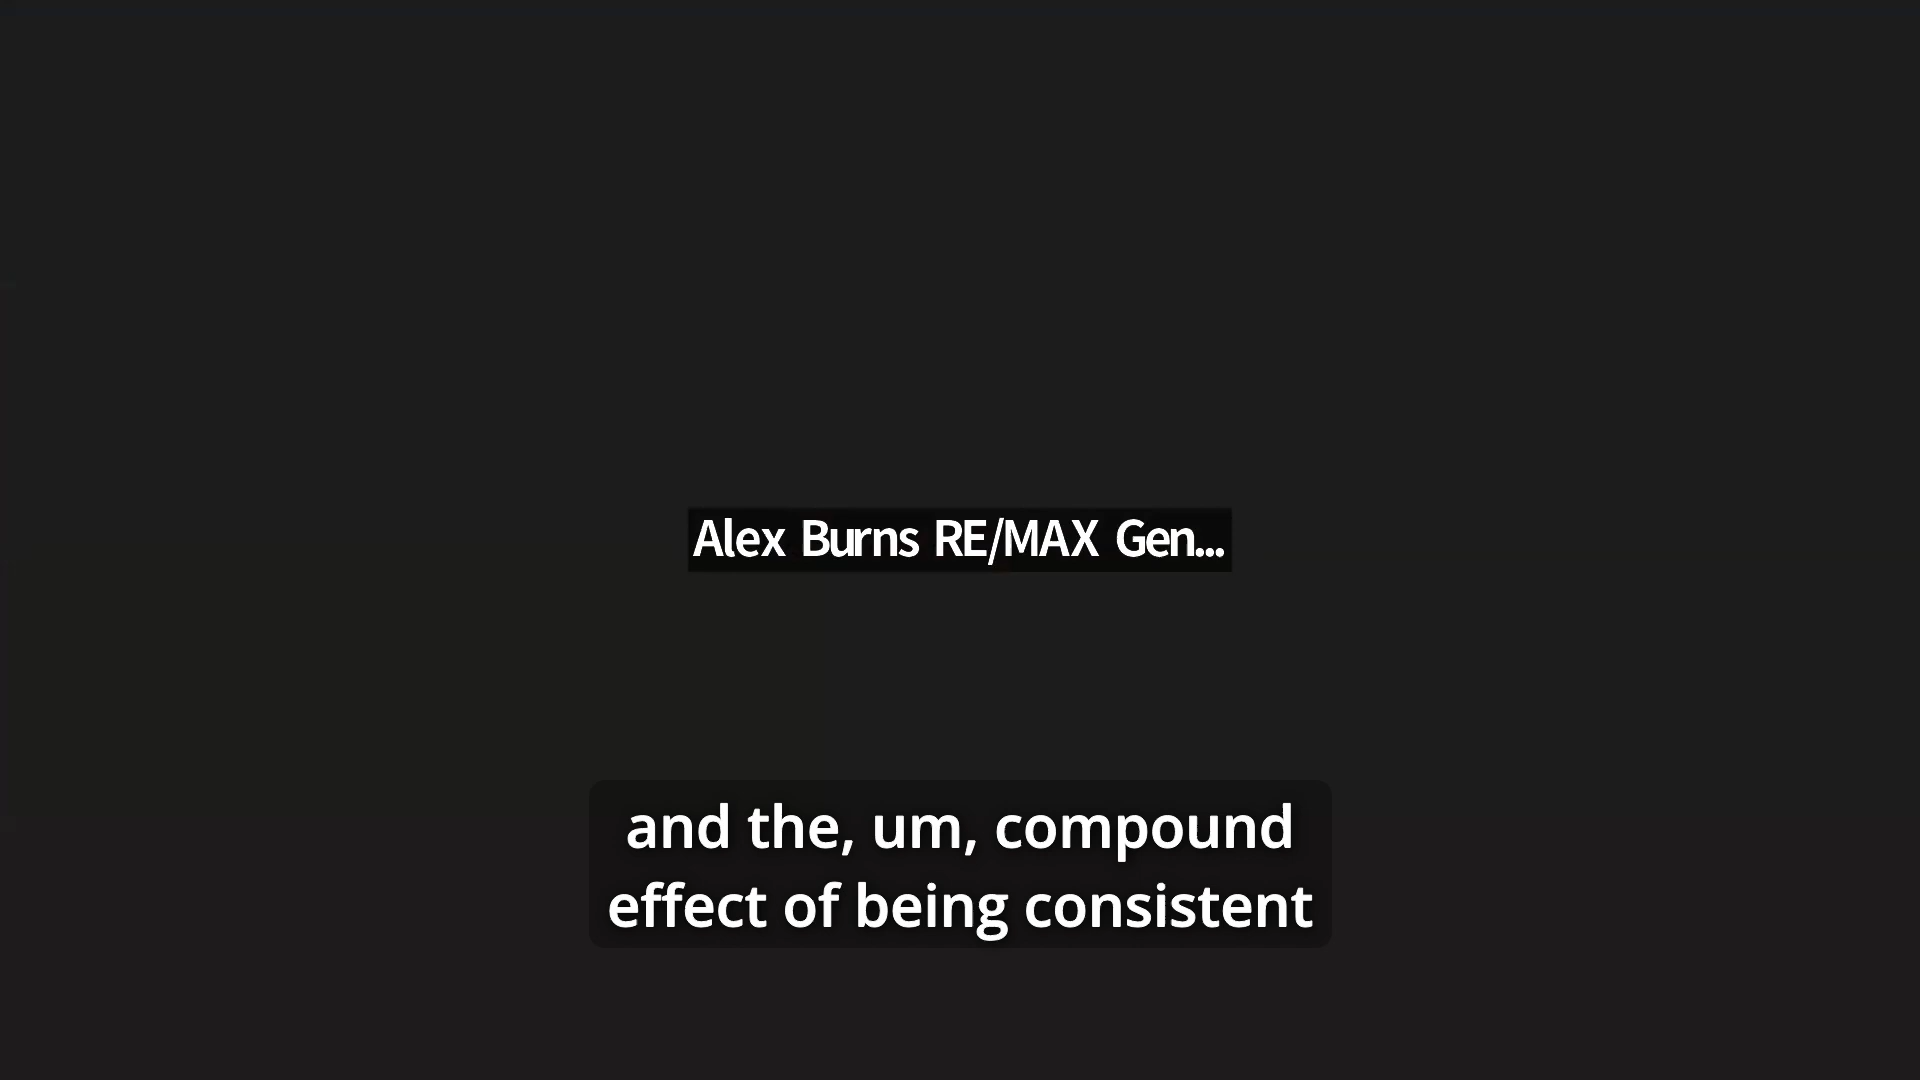 Alex Burns RE/MAX Gen...
and the, um, compound
effect of being consistent